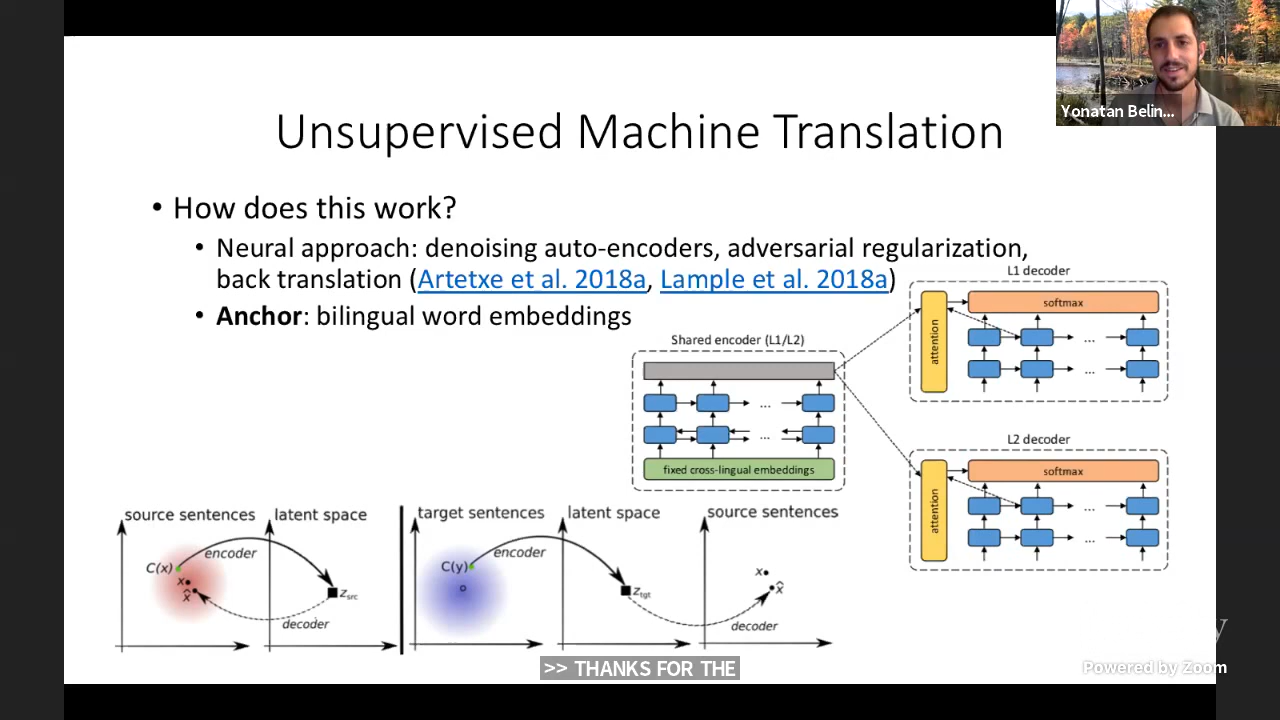 Yonatan Belin...
Unsupervised Machine Translation
• How does this work?
• Neural approach: denoising auto-encoders, adversarial regularization,
back translation (Artetxe et al. 2018a, Lample et al. 2018a)
• Anchor: bilingual word embeddings
L1 decoder
softmax
attention
...
...
Shared encoder (L1/L2)
...
...
fixed cross-lingual embeddings
L2 decoder
softmax
attention
...
...
source sentences
latent space
encoder
C(x)
x
x̂
z_src
decoder
target sentences
latent space
source sentences
encoder
C(y)
z_tgt
x
x̂
decoder
>> THANKS FOR THE
Powered by Zoom